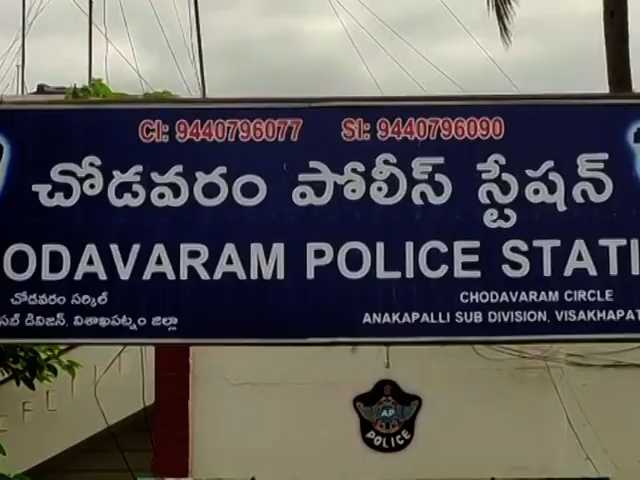 CI: 9440796077 SI: 9440796090
చోడవరం పోలీస్ స్టేషన్
ODAVARAM POLICE STATI
చోడవరం సర్కిల్
CHODAVARAM CIRCLE
సబ్ డివిజన్, విశాఖపట్నం జిల్లా
ANAKAPALLI SUB DIVISION, VISAKHAPAT
AP
POLICE